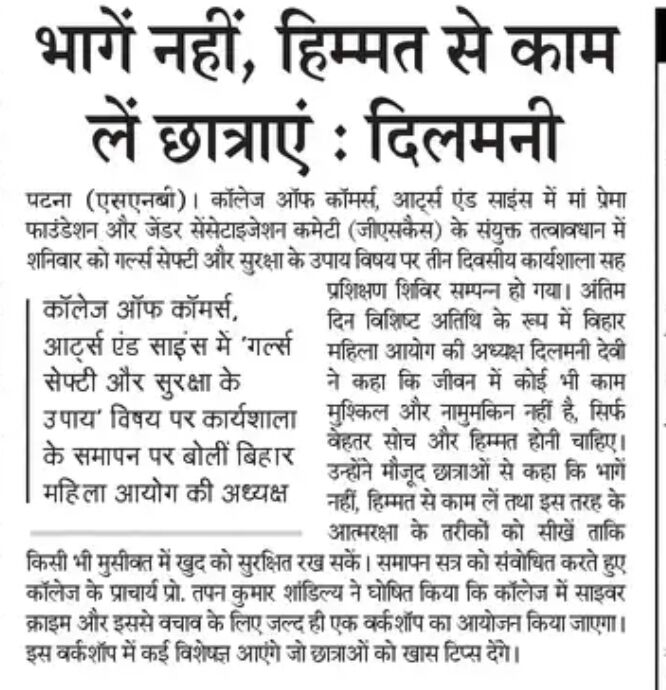 भागें नहीं, हिम्मत से काम
लें छात्राएं : दिलमनी
पटना (एसएनबी)। कॉलेज ऑफ कॉमर्स, आर्ट्स एंड साइंस में मां प्रेमा
फाउंडेशन और जेंडर सेंसेटाइजेशन कमेटी (जीएसकैस) के संयुक्त तत्वावधान में
शनिवार को गर्ल्स सेफ्टी और सुरक्षा के उपाय विषय पर तीन दिवसीय कार्यशाला सह
प्रशिक्षण शिविर सम्पन्न हो गया। अंतिम
दिन विशिष्ट अतिथि के रूप में विहार
महिला आयोग की अध्यक्ष दिलमनी देवी
ने कहा कि जीवन में कोई भी काम
मुश्किल और नामुमकिन नहीं है, सिर्फ
वेहतर सोच और हिम्मत होनी चाहिए।
उन्होंने मौजूद छात्राओं से कहा कि भागें
नहीं, हिम्मत से काम लें तथा इस तरह के
आत्मरक्षा के तरीकों को सीखें ताकि
कॉलेज ऑफ कॉमर्स,
आर्ट्स एंड साइंस में 'गर्ल्स
सेफ्टी और सुरक्षा के
उपाय' विषय पर कार्यशाला
के समापन पर बोलीं बिहार
महिला आयोग की अध्यक्ष
किसी भी मुसीवत में खुद को सुरक्षित रख सकें। समापन सत्र को संवोधित करते हुए
कॉलेज के प्राचार्य प्रो. तपन कुमार शांडिल्य ने घोषित किया कि कॉलेज में साइवर
क्राइम और इससे वचाव के लिए जल्द ही एक वर्कशॉप का आयोजन किया जाएगा।
इस वर्कशॉप में कई विशेषज्ञ आएंगे जो छात्राओं को खास टिप्स देंगे।